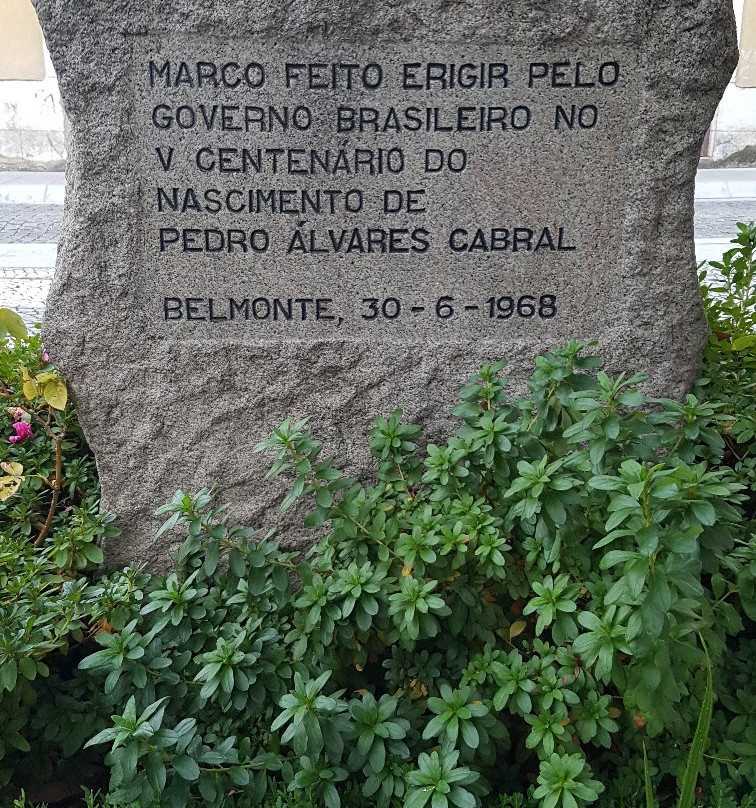 MARCO FEITO ERIGIR PELO
GOVERNO BRASILEIRO NO
V CENTENÁRIO DO
NASCIMENTO DE
PEDRO ÁLVARES CABRAL
BELMONTE, 30-6-1968